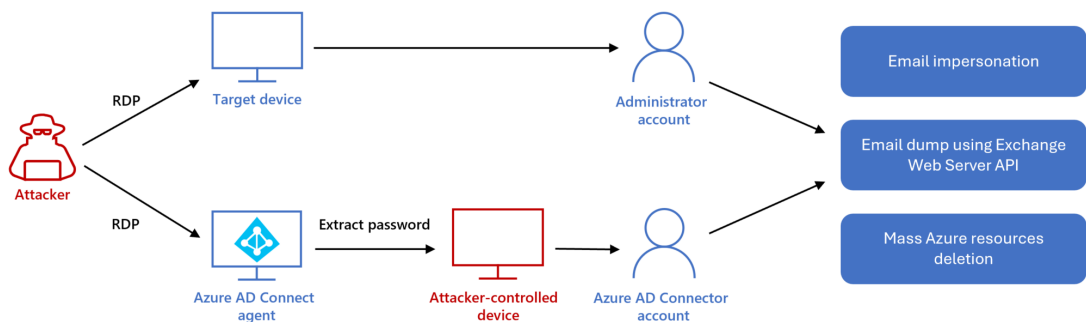 RDP
Target device
Administrator
account
Email impersonation
Email dump using Exchange
Web Server API
Mass Azure resources
deletion
Attacker
RDP
Extract password
Azure AD Connect
agent
Attacker-controlled
device
Azure AD Connector
account